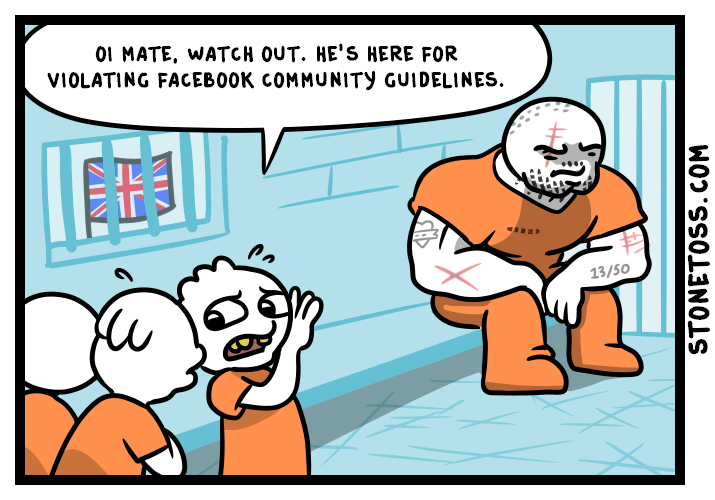 OI MATE, WATCH OUT. HE'S HERE FOR
VIOLATING FACEBOOK COMMUNITY GUIDELINES.
13/50
STONETOSS.COM